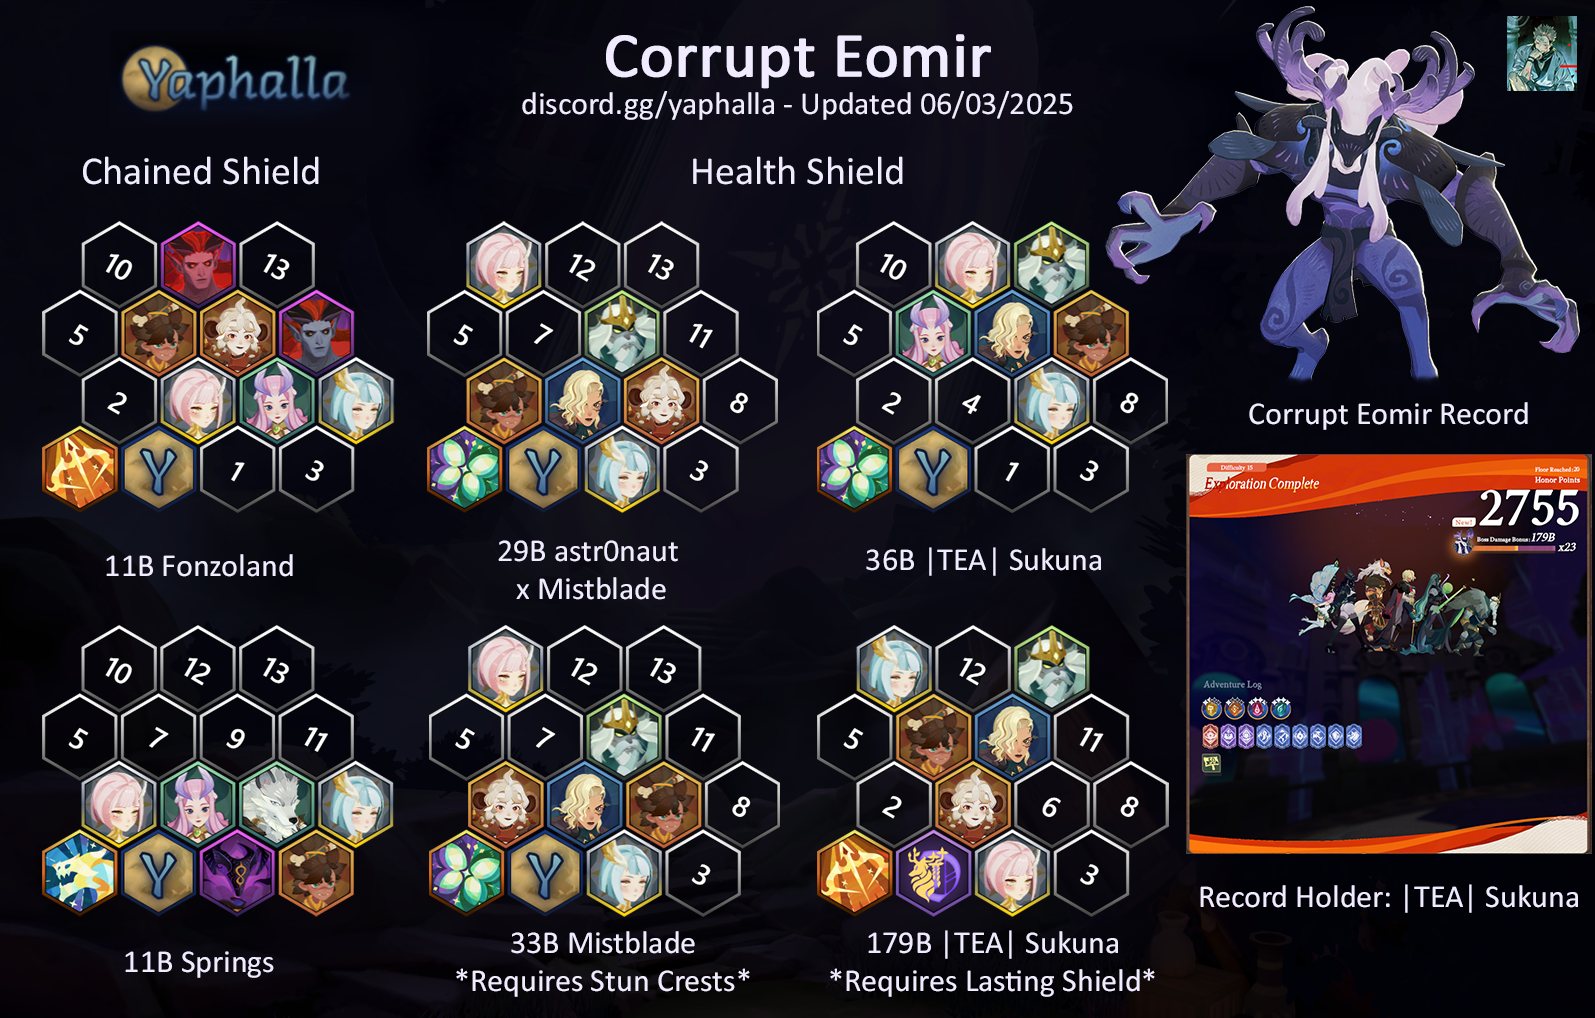 Yaphalla
Corrupt Eomir
discord.gg/yaphalla - Updated 06/03/2025
Chained Shield
Health Shield
10
13
5
2
1
3
11B Fonzoland
12
13
5
7
11
8
Y
3
29B astr0naut
x Mistblade
10
5
2
4
8
Y
1
3
36B |TEA| Sukuna
10
12
13
5
7
9
11
Y
11B Springs
12
13
5
7
11
8
Y
3
33B Mistblade
*Requires Stun Crests*
12
5
11
2
6
8
3
179B |TEA| Sukuna
*Requires Lasting Shield*
Corrupt Eomir Record
Difficulty 15
Exploration Complete
Floor Reached:20
Honor Points
2755
New!
Boss Damage Bonus: 179B
x23
Adventure Log
Record Holder: |TEA| Sukuna